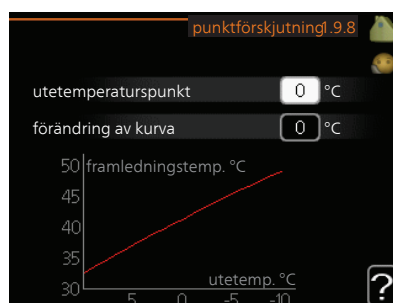 punktförskjutning1.9.8
utetemperaturspunkt 0 °C
förändring av kurva 0 °C
50 framledningstemp. °C
45
40
35
utetemp. °C
30 5 0 -5 -10
?